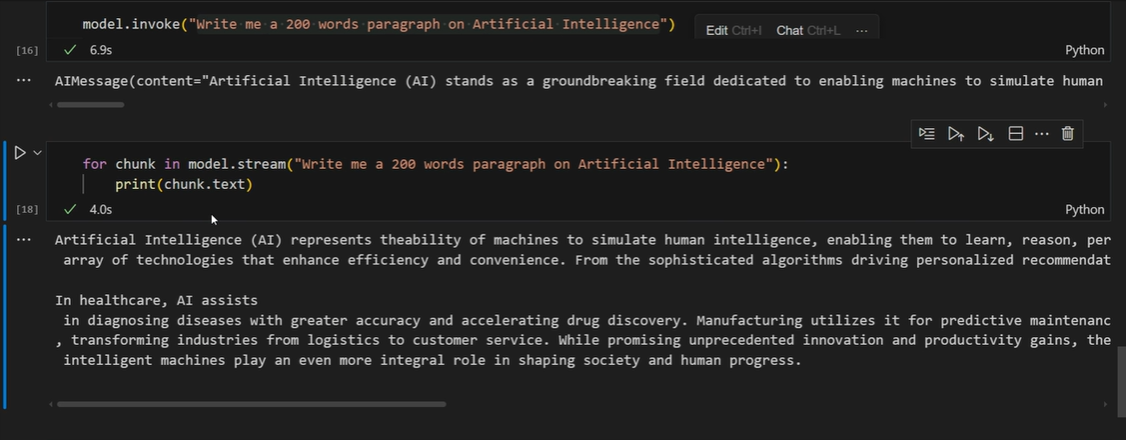 model.invoke("Write me a 200 words paragraph on Artificial Intelligence")
Edit Ctrl+I Chat Ctrl+L ...
[16] 6.9s Python
... AIMessage(content="Artificial Intelligence (AI) stands as a groundbreaking field dedicated to enabling machines to simulate human
for chunk in model.stream("Write me a 200 words paragraph on Artificial Intelligence"):
print(chunk.text)
[18] 4.0s Python
... Artificial Intelligence (AI) represents theability of machines to simulate human intelligence, enabling them to learn, reason, per
array of technologies that enhance efficiency and convenience. From the sophisticated algorithms driving personalized recommendat
In healthcare, AI assists
in diagnosing diseases with greater accuracy and accelerating drug discovery. Manufacturing utilizes it for predictive maintenanc
, transforming industries from logistics to customer service. While promising unprecedented innovation and productivity gains, the
intelligent machines play an even more integral role in shaping society and human progress.